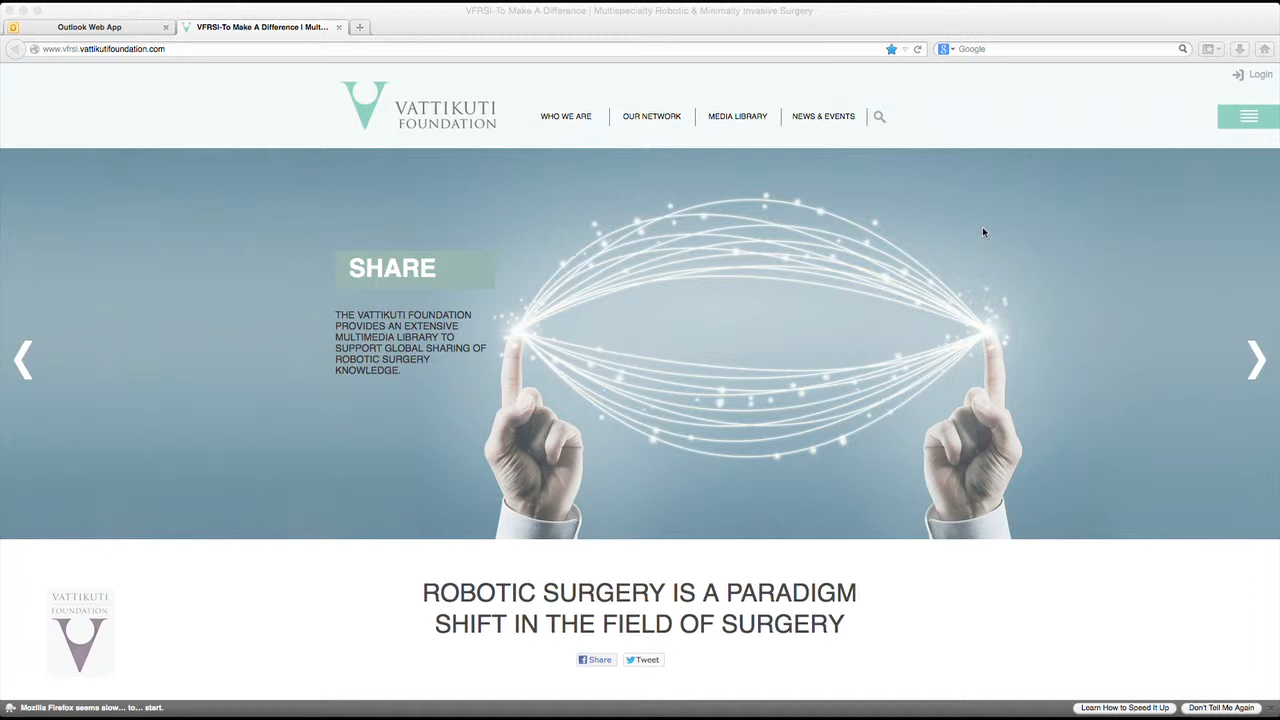 VFRSI-To Make A Difference | Multispecialty Robotic & Minimally Invasive Surgery
Outlook Web App
VFRSI-To Make A Difference I Mult...
www.vfrsi.vattikutifoundation.com
Google
Login
VATTIKUTI
FOUNDATION
WHO WE ARE
OUR NETWORK
MEDIA LIBRARY
NEWS & EVENTS
SHARE
THE VATTIKUTI FOUNDATION
PROVIDES AN EXTENSIVE
MULTIMEDIA LIBRARY TO
SUPPORT GLOBAL SHARING OF
ROBOTIC SURGERY
KNOWLEDGE.
ROBOTIC SURGERY IS A PARADIGM
SHIFT IN THE FIELD OF SURGERY
VATTIKUTI
FOUNDATION
Share
Tweet
Mozilla Firefox seems slow... to... start.
Learn How to Speed It Up
Don't Tell Me Again